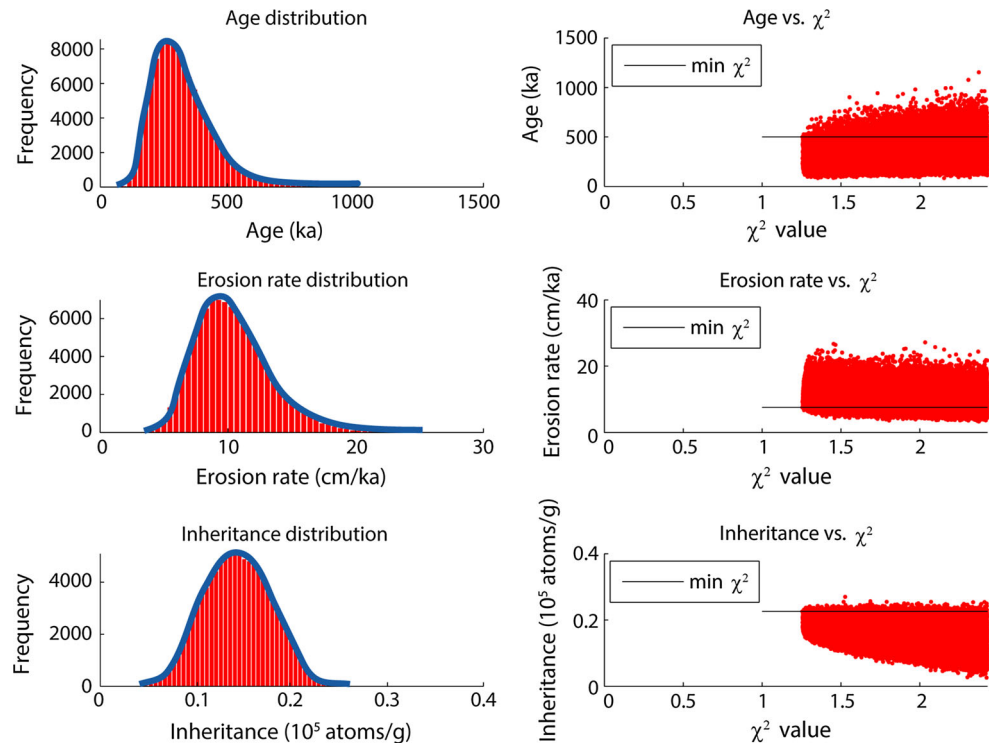 Age distribution
8000
6000
4000
2000
0
Frequency
0 500 1000 1500
Age (ka)
Age vs. χ²
1500
1000
500
0
Age (ka)
min χ²
0 0.5 1 1.5 2
χ² value
Erosion rate distribution
6000
4000
2000
0
Frequency
0 10 20 30
Erosion rate (cm/ka)
Erosion rate vs. χ²
40
20
0
Erosion rate (cm/ka)
min χ²
0 0.5 1 1.5 2
χ² value
Inheritance distribution
4000
2000
0
Frequency
0 0.1 0.2 0.3 0.4
Inheritance (10⁵ atoms/g)
Inheritance vs. χ²
0.4
0.2
0
Inheritance (10⁵ atoms/g)
min χ²
0 0.5 1 1.5 2
χ² value